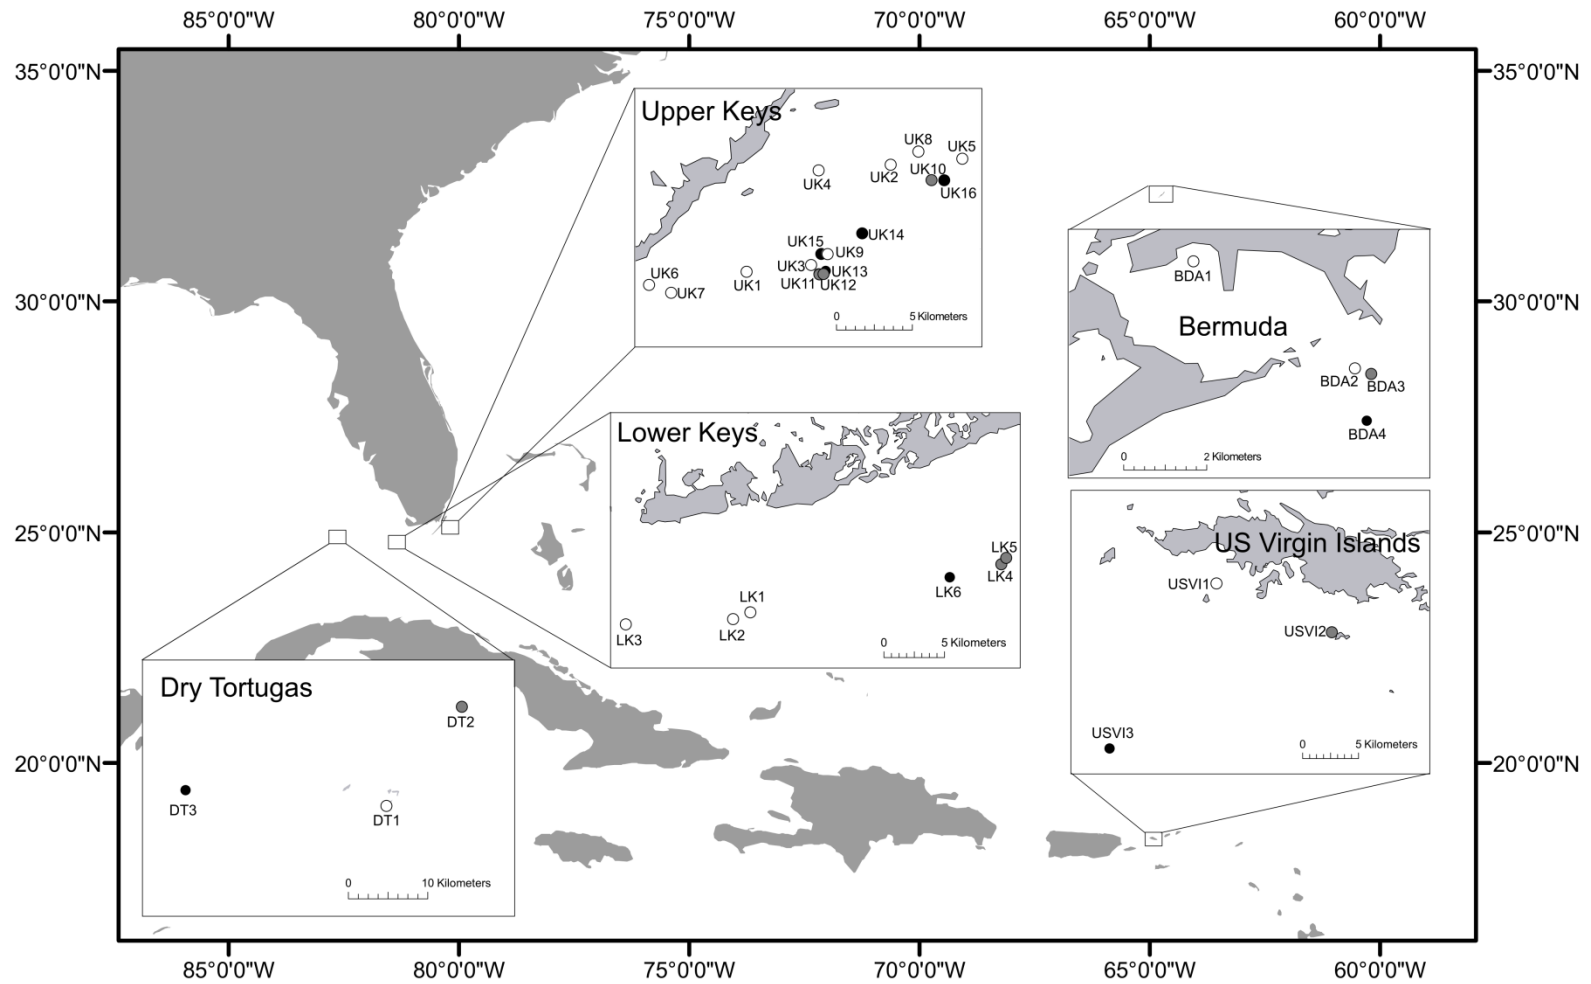 85°0'0"W 80°0'0"W 75°0'0"W 70°0'0"W 65°0'0"W 60°0'0"W
35°0'0"N 35°0'0"N
Upper Keys
UK8
UK5
UK2
UK10
UK4
UK16
UK14
UK15
UK9
UK3
UK13
UK6
UK1
UK11
UK12
UK7
0 5 Kilometers
BDA1
30°0'0"N 30°0'0"N
Bermuda
BDA2
BDA3
BDA4
0 2 Kilometers
Lower Keys
LK5
LK4
LK6
LK1
LK2
LK3
0 5 Kilometers
25°0'0"N 25°0'0"N
US Virgin Islands
USVI1
USVI2
USVI3
0 5 Kilometers
Dry Tortugas
DT2
DT3
DT1
0 10 Kilometers
20°0'0"N 20°0'0"N
85°0'0"W 80°0'0"W 75°0'0"W 70°0'0"W 65°0'0"W 60°0'0"W